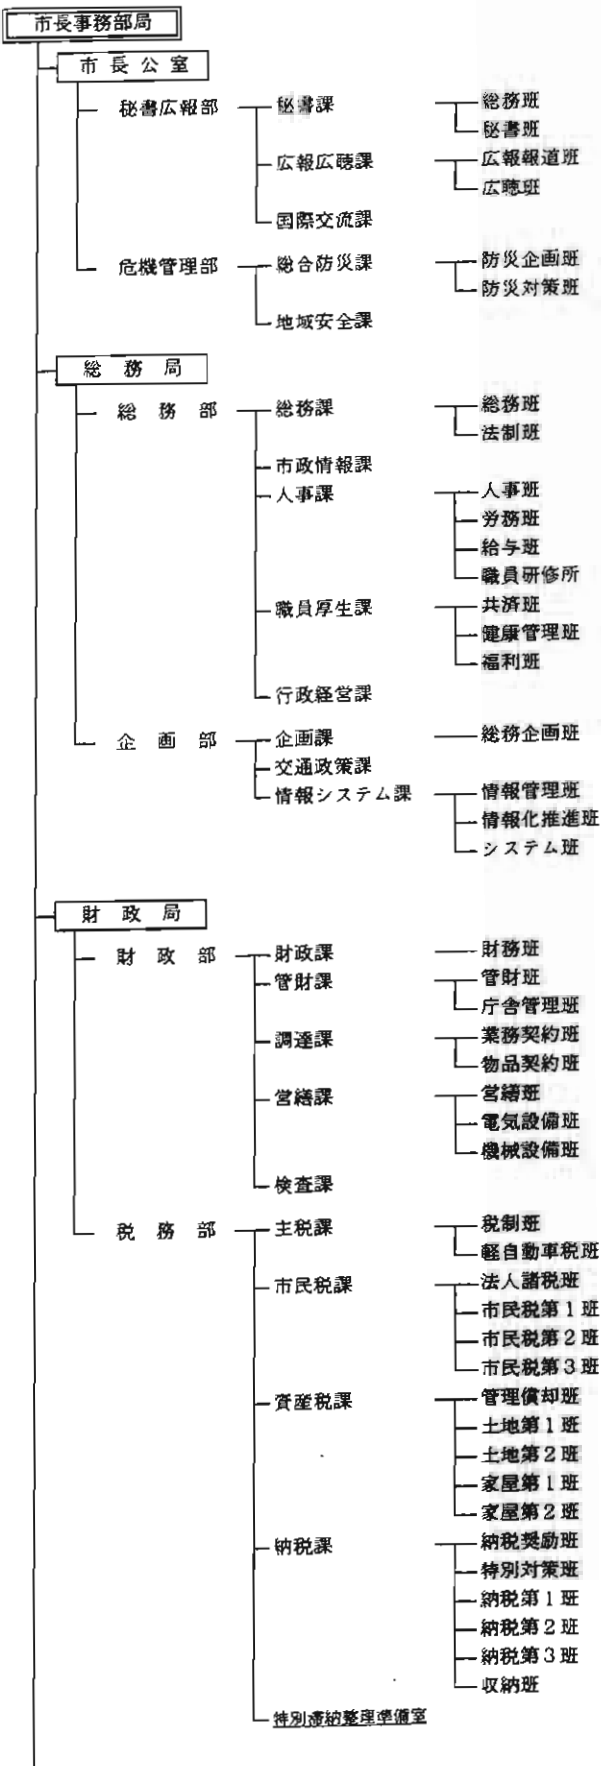 市長事務部局
市長公室
秘書広報部 秘書課 総務班
秘書班
広報広聴課 広報報道班
広聴班
国際交流課
危機管理部 総合防災課 防災企画班
防災対策班
地域安全課
総務局
総務部 総務課 総務班
法制班
市政情報課
人事課 人事班
労務班
給与班
職員研修所
職員厚生課 共済班
健康管理班
福利班
行政経営課
企画部 企画課 総務企画班
交通政策課
情報システム課 情報管理班
情報化推進班
システム班
財政局
財政部 財政課 財務班
管財課 管財班
庁舎管理班
調達課 業務契約班
物品契約班
営繕課 営繕班
電気設備班
機械設備班
検査課
税務部 主税課 税制班
軽自動車税班
市民税課 法人諸税班
市民税第1班
市民税第2班
市民税第3班
資産税課 管理償却班
土地第1班
土地第2班
家屋第1班
家屋第2班
納税課 納税奨励班
特別対策班
納税第1班
納税第2班
納税第3班
収納班
特別滞納整理準備室